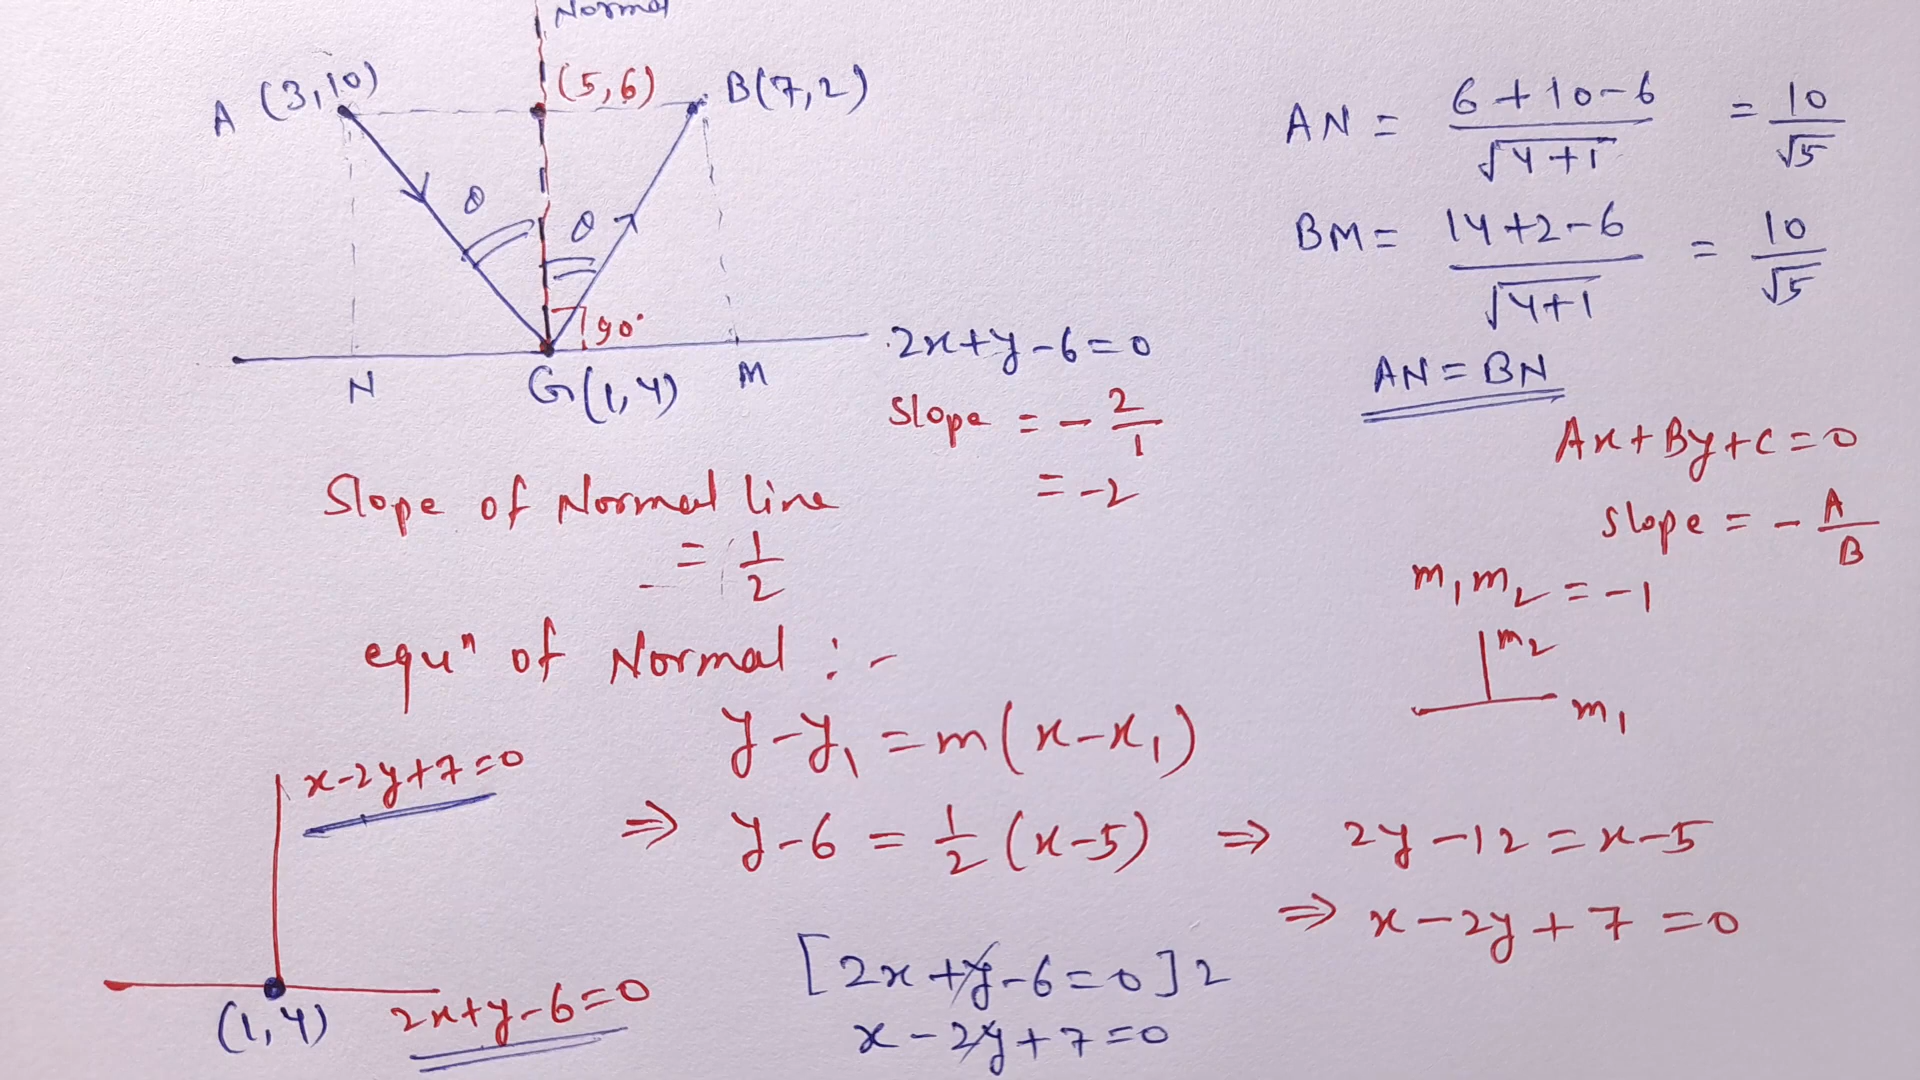 Normal
A (3,10)
(5,6)
B(7,2)
θ
θ
90°
N
G(1,4)
M
2x+y-6=0
Slope = - 2/1
= -2
AN = (6+10-6)/√(4+1) = 10/√5
BM = (14+2-6)/√(4+1) = 10/√5
AN = BN
Ax+By+C=0
Slope = - A/B
m₁m₂ = -1
m₂
m₁
Slope of Normal line
= 1/2
equⁿ of Normal :-
y-y₁ = m(x-x₁)
⇒ y-6 = 1/2 (x-5) ⇒ 2y-12 = x-5
⇒ x-2y+7=0
x-2y+7=0
(1,4)
2x+y-6=0
[2x+y-6=0]2
x-2y+7=0